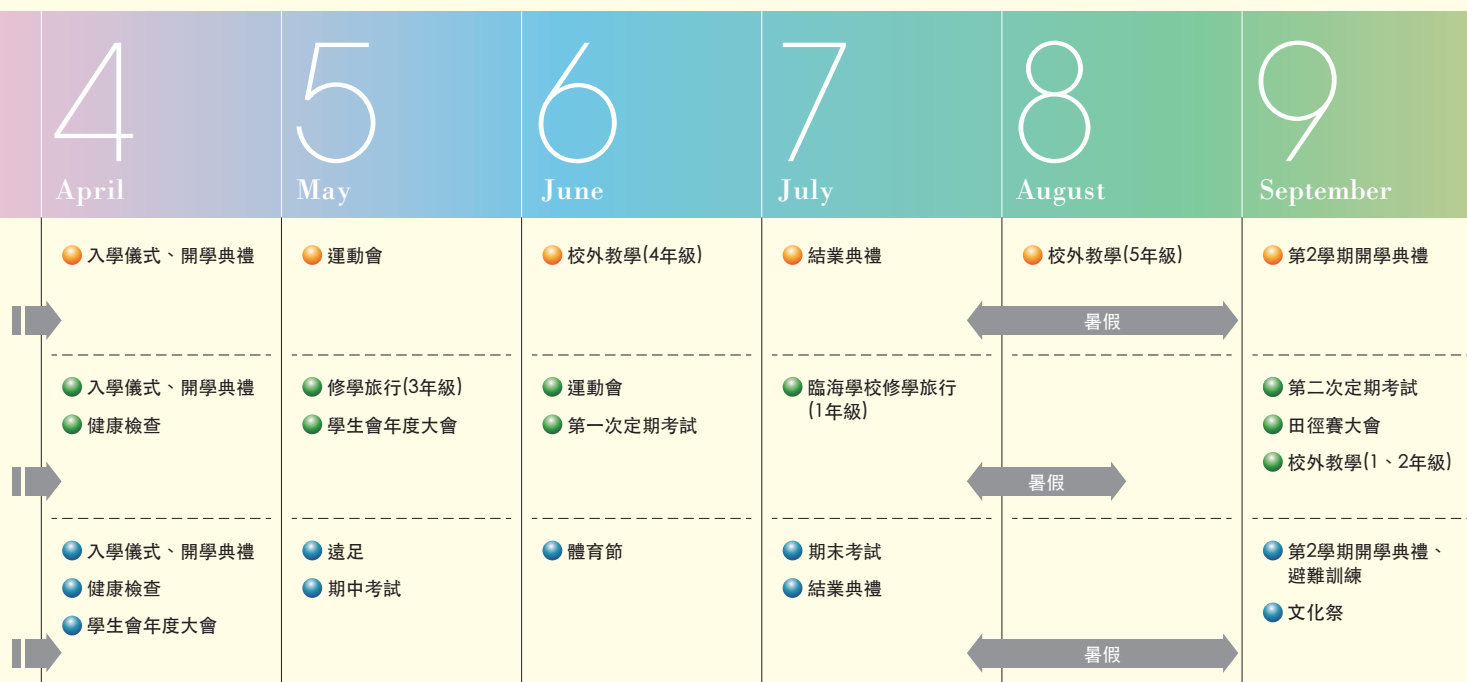 4
April
5
May
6
June
7
July
8
August
9
September
入學儀式、開學典禮
運動會
校外教學(4年級)
結業典禮
校外教學(5年級)
第2學期開學典禮
暑假
入學儀式、開學典禮
健康檢查
修學旅行(3年級)
學生會年度大會
運動會
第一次定期考試
臨海學校修學旅行
(1年級)
第二次定期考試
田徑賽大會
校外教學(1、2年級)
暑假
入學儀式、開學典禮
健康檢查
學生會年度大會
遠足
期中考試
體育節
期末考試
結業典禮
第2學期開學典禮、
避難訓練
文化祭
暑假